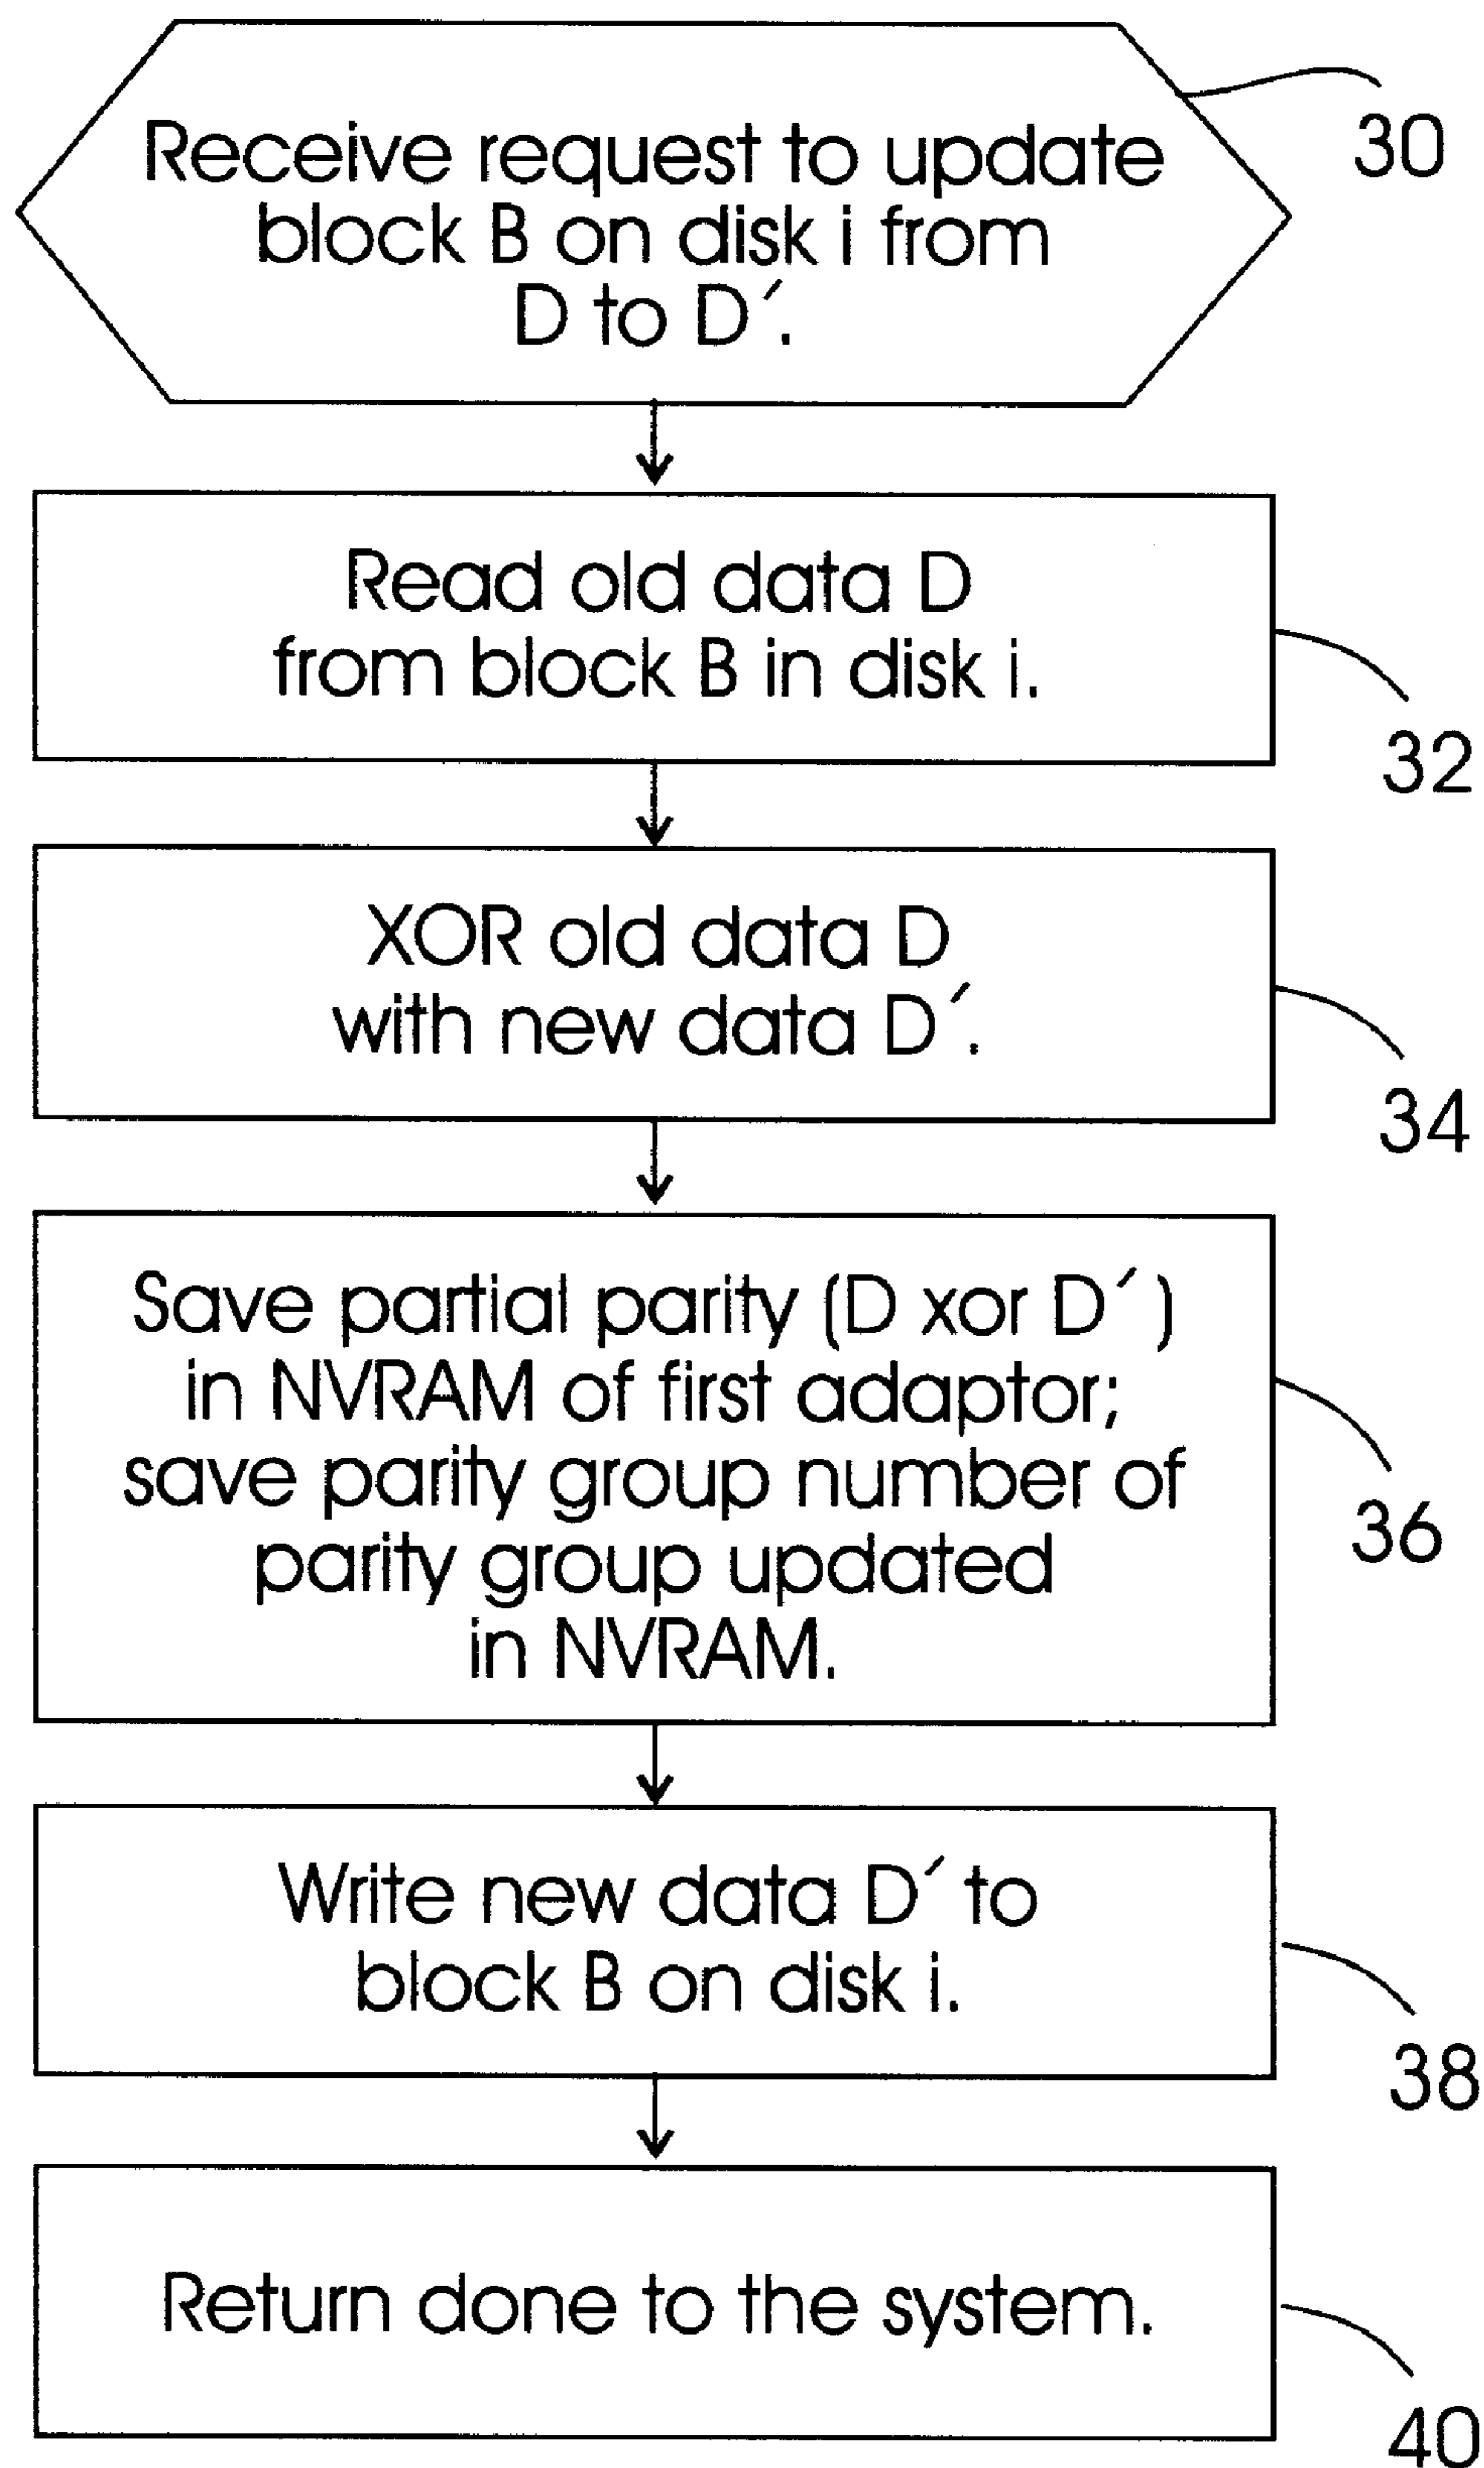 Receive request to update
block B on disk i from
D to D´.
30
Read old data D
from block B in disk i.
32
XOR old data D
with new data D´.
34
Save partial parity (D xor D´)
in NVRAM of first adaptor;
save parity group number of
parity group updated
in NVRAM.
36
Write new data D´ to
block B on disk i.
38
Return done to the system.
40